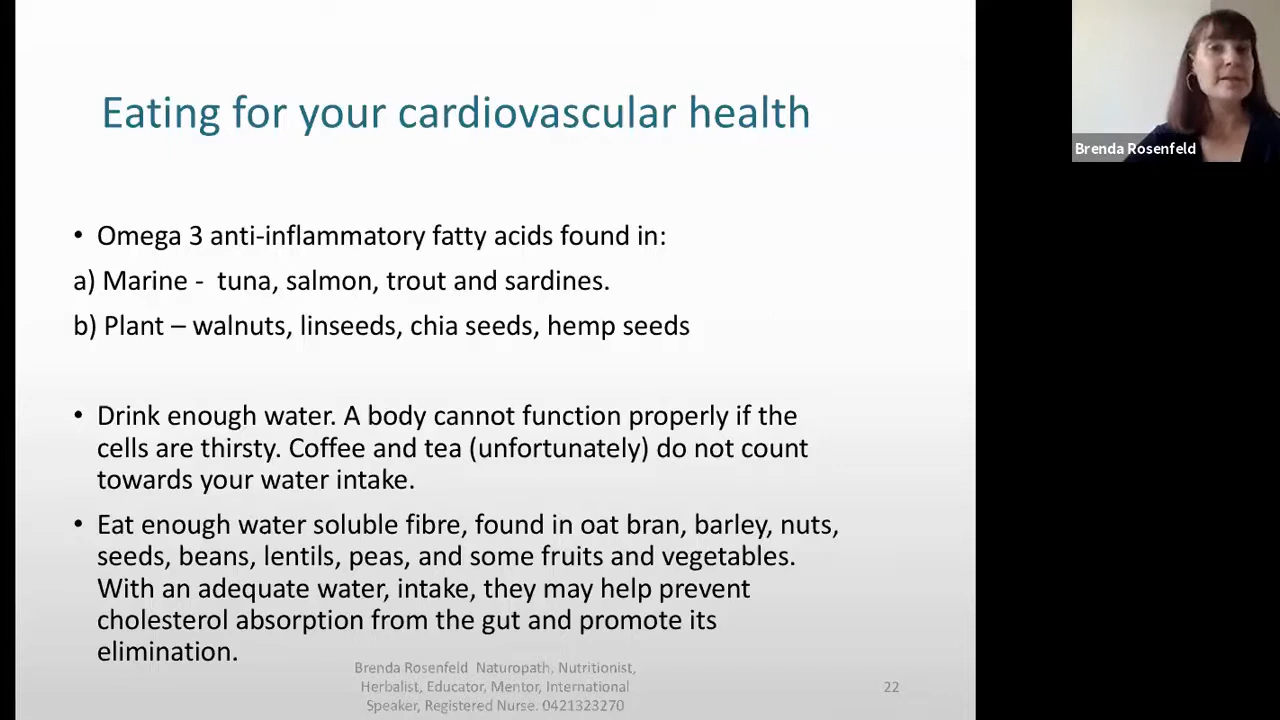 Eating for your cardiovascular health
Brenda Rosenfeld
• Omega 3 anti-inflammatory fatty acids found in:
a) Marine -  tuna, salmon, trout and sardines.
b) Plant – walnuts, linseeds, chia seeds, hemp seeds
• Drink enough water. A body cannot function properly if the
cells are thirsty. Coffee and tea (unfortunately) do not count
towards your water intake.
• Eat enough water soluble fibre, found in oat bran, barley, nuts,
seeds, beans, lentils, peas, and some fruits and vegetables.
With an adequate water, intake, they may help prevent
cholesterol absorption from the gut and promote its
elimination.
Brenda Rosenfeld  Naturopath, Nutritionist,
Herbalist, Educator, Mentor, International
Speaker, Registered Nurse. 0421323270
22